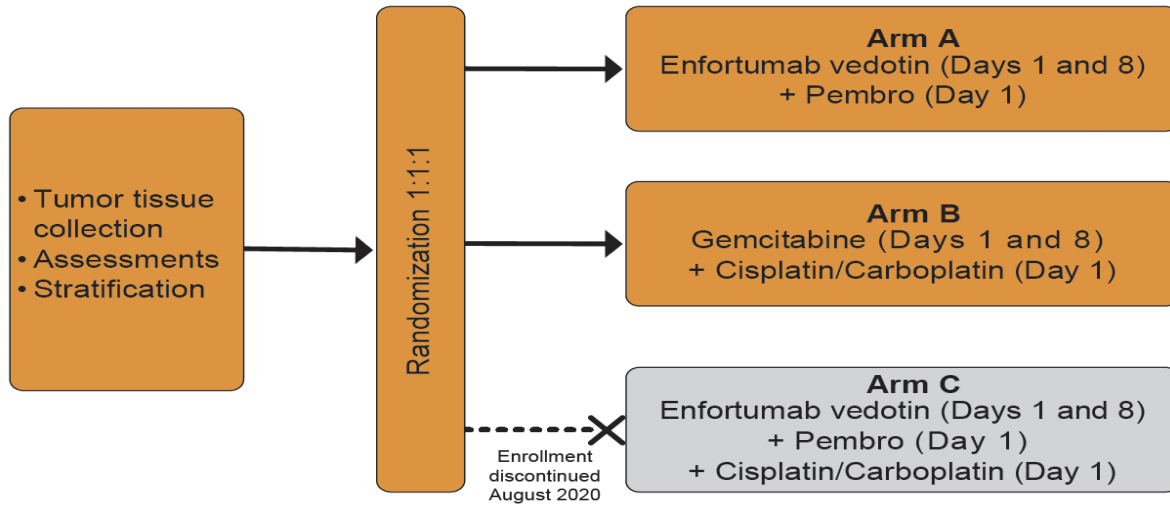 • Tumor tissue
collection
• Assessments
• Stratification
Randomization 1:1:1
Arm A
Enfortumab vedotin (Days 1 and 8)
+ Pembro (Day 1)
Arm B
Gemcitabine (Days 1 and 8)
+ Cisplatin/Carboplatin (Day 1)
Enrollment
discontinued
August 2020
Arm C
Enfortumab vedotin (Days 1 and 8)
+ Pembro (Day 1)
+ Cisplatin/Carboplatin (Day 1)